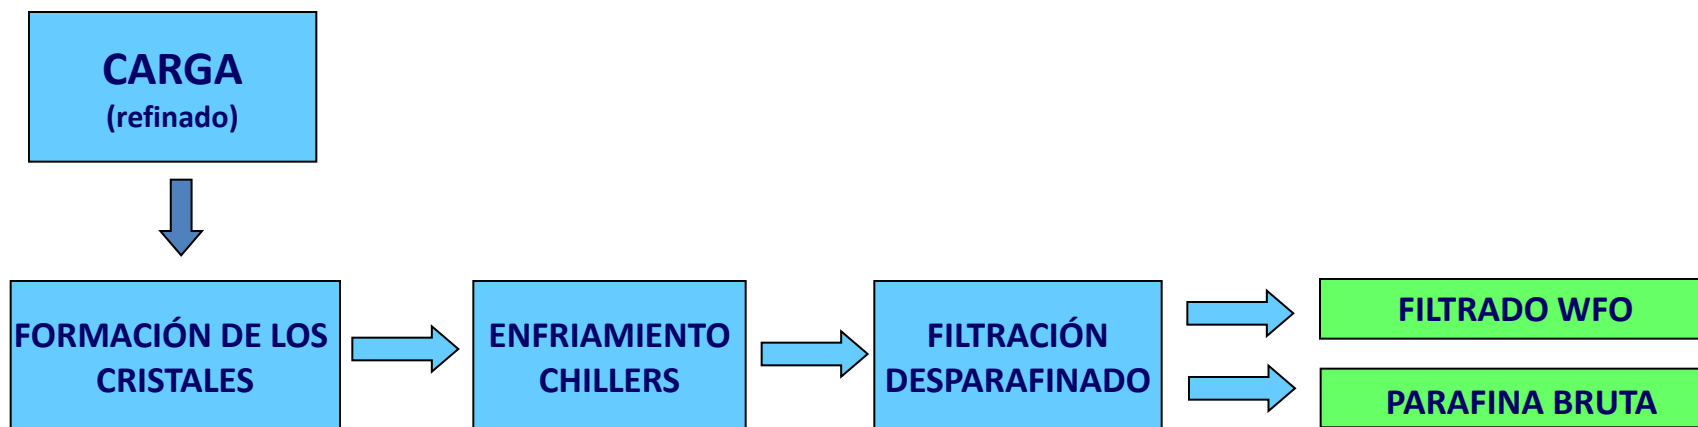 CARGA
(refinado)
FORMACIÓN DE LOS
CRISTALES
ENFRIAMIENTO
CHILLERS
FILTRACIÓN
DESPARAFINADO
FILTRADO WFO
PARAFINA BRUTA